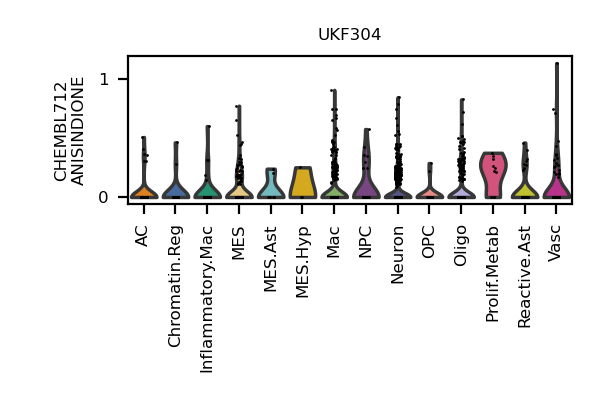 UKF304
CHEMBL712
ANISINDIONE
1
0
AC
Chromatin.Reg
Inflammatory.Mac
MES
MES.Ast
MES.Hyp
Mac
NPC
Neuron
OPC
Oligo
Prolif.Metab
Reactive.Ast
Vasc